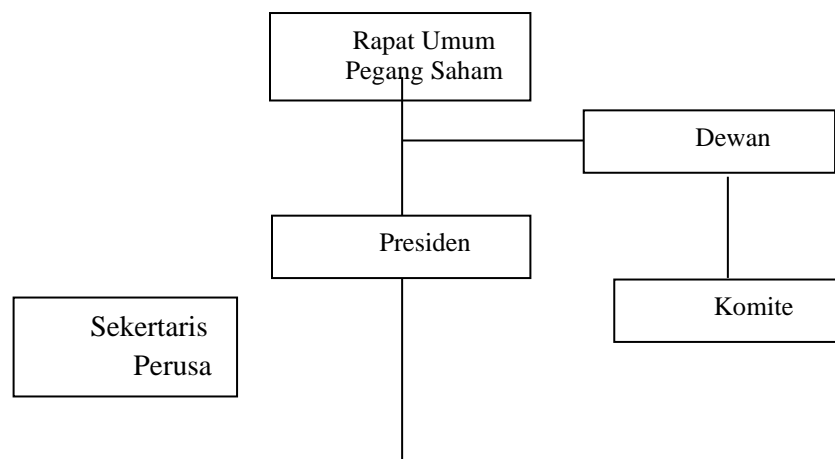 Rapat Umum
Pegang Saham
Dewan
Presiden
Komite
Sekertaris
Perusa